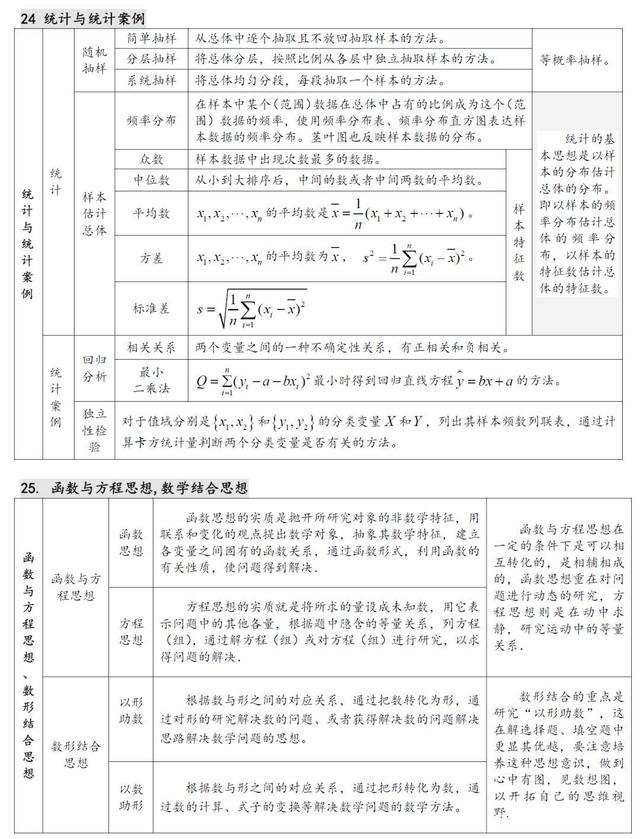 24 统计与统计案例
统计与统计案例
统计
随机
抽样
简单抽样
从总体中逐个抽取且不放回抽取样本的方法。
分层抽样
将总体分层，按照比例从各层中独立抽取样本的方法。
系统抽样
将总体均匀分段，每段抽取一个样本的方法。
等概率抽样。
样本
估计
总体
频率分布
在样本中某个(范围)数据在总体中占有的比例成为这个(范
围）数据的频率，使用频率分布表、频率分布直方图表达样
本数据的频率分布。茎叶图也反映样本数据的分布。
众数
样本数据中出现次数最多的数据。
中位数
从小到大排序后，中间的数或者中间两数的平均数。
平均数
x₁,x₂,⋯,xₙ 的平均数是 x̅ = 1/n (x₁ + x₂ + ⋯ + xₙ) 。
方差
x₁,x₂,⋯,xₙ 的平均数为 x̅ ， s² = 1/n ∑ᵢ₌₁ⁿ (xᵢ − x̅)² 。
标准差
s = √(1/n ∑ᵢ₌₁ⁿ (xᵢ − x̅)²)
样本特征数
统计的基
本思想是以样
本的分布估计
总体的分布。
即以样本的频
率分布估计总
体的频率分
布，以样本的
特征数估计总
体的特征数。
统计案例
回归
分析
相关关系
两个变量之间的一种不确定性关系，有正相关和负相关。
最小
二乘法
Q = ∑ᵢ₌₁ⁿ (yᵢ − a − bxᵢ)² 最小时得到回归直线方程 ŷ = bx + a 的方法。
独立
性检
验
对于值域分别是 {x₁,x₂} 和 {y₁,y₂} 的分类变量 X 和 Y ，列出其样本频数列联表，通过计
算卡方统计量判断两个分类变量是否有关的方法。
25. 函数与方程思想,数学结合思想
函数与方程思想、数形结合思想
函数与方
程思想
函数
思想
函数思想的实质是抛开所研究对象的非数学特征，用
联系和变化的观点提出数学对象，抽象其数学特征，建立
各变量之间固有的函数关系，通过函数形式，利用函数的
有关性质，使问题得到解决.
方程
思想
方程思想的实质就是将所求的量设成未知数，用它表
示问题中的其他各量，根据题中隐含的等量关系，列方程
（组），通过解方程（组）或对方程（组）进行研究，以求
得问题的解决.
函数与方程思想在
一定的条件下是可以相
互转化的，是相辅相成
的，函数思想重在对问
题进行动态的研究，方
程思想则是在动中求
静，研究运动中的等量
关系.
数形结合
思想
以形
助数
根据数与形之间的对应关系，通过把数转化为形，通
过对形的研究解决数的问题、或者获得解决数的问题解决
思路解决数学问题的思想。
以数
助形
根据数与形之间的对应关系，通过把形转化为数，通
过数的计算、式子的变换等解决数学问题的数学方法。
数形结合的重点是
研究“以形助数”，这
在解选择题、填空题中
更显其优越，要注意培
养这种思想意识，做到
心中有图，见数想图，
以开拓自己的思维视
野.